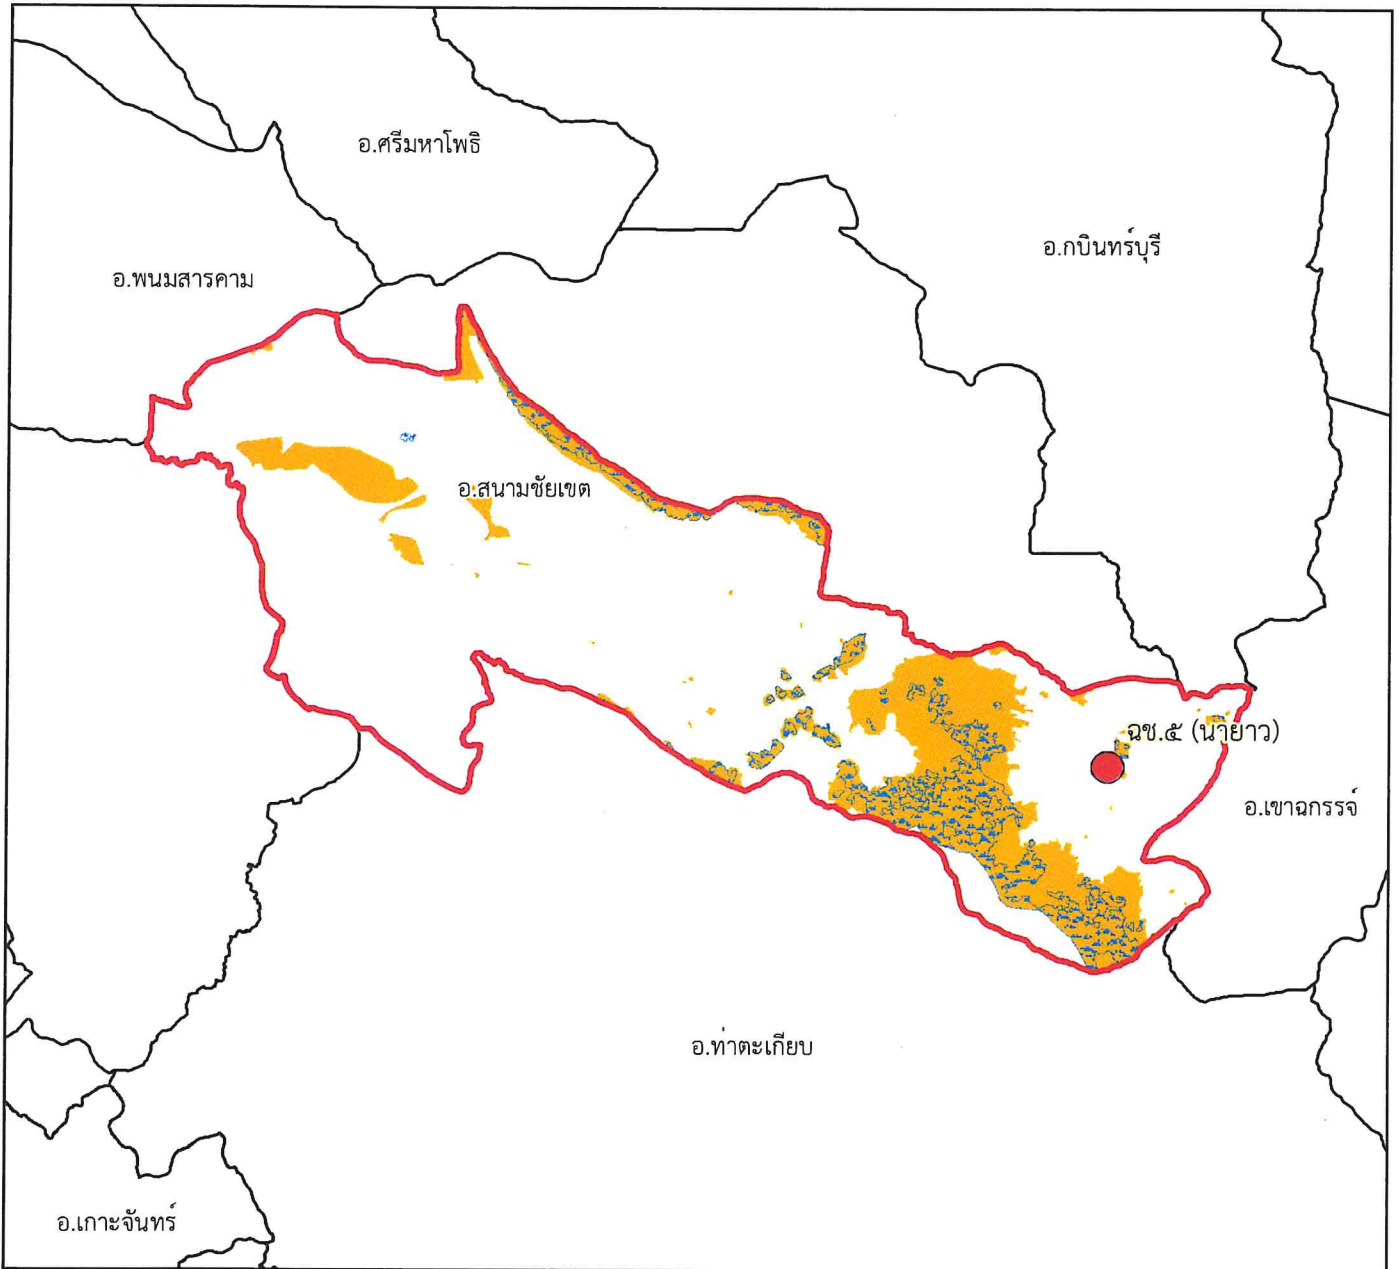 อ.ศรีมหาโพธิ
อ.กบินทร์บุรี
อ.พนมสารคาม
อ.สนามชัยเขต
ฉช.๕ (นายาว)
อ.เขาฉกรรจ์
อ.ท่าตะเกียบ
อ.เกาะจันทร์